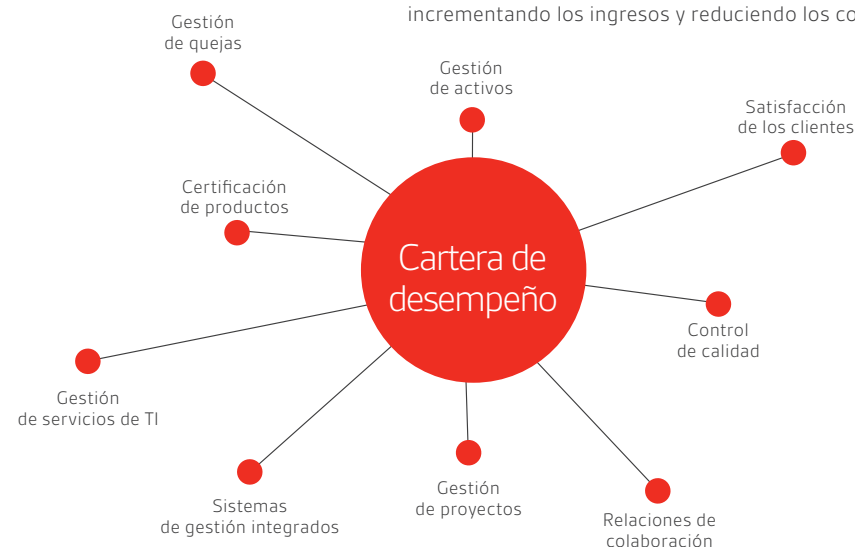 incrementando los ingresos y reduciendo los co
Gestión
de quejas
Gestión
de activos
Satisfacción
de los clientes
Certificación
de productos
Cartera de
desempeño
Control
de calidad
Gestión
de servicios de TI
Sistemas
de gestión integrados
Gestión
de proyectos
Relaciones de
colaboración